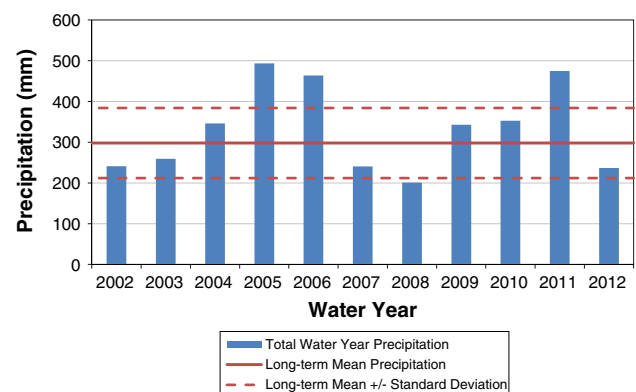 Precipitation (mm)
600
500
400
300
200
100
0
2002 2003 2004 2005 2006 2007 2008 2009 2010 2011 2012
Water Year
Total Water Year Precipitation
Long-term Mean Precipitation
Long-term Mean +/- Standard Deviation